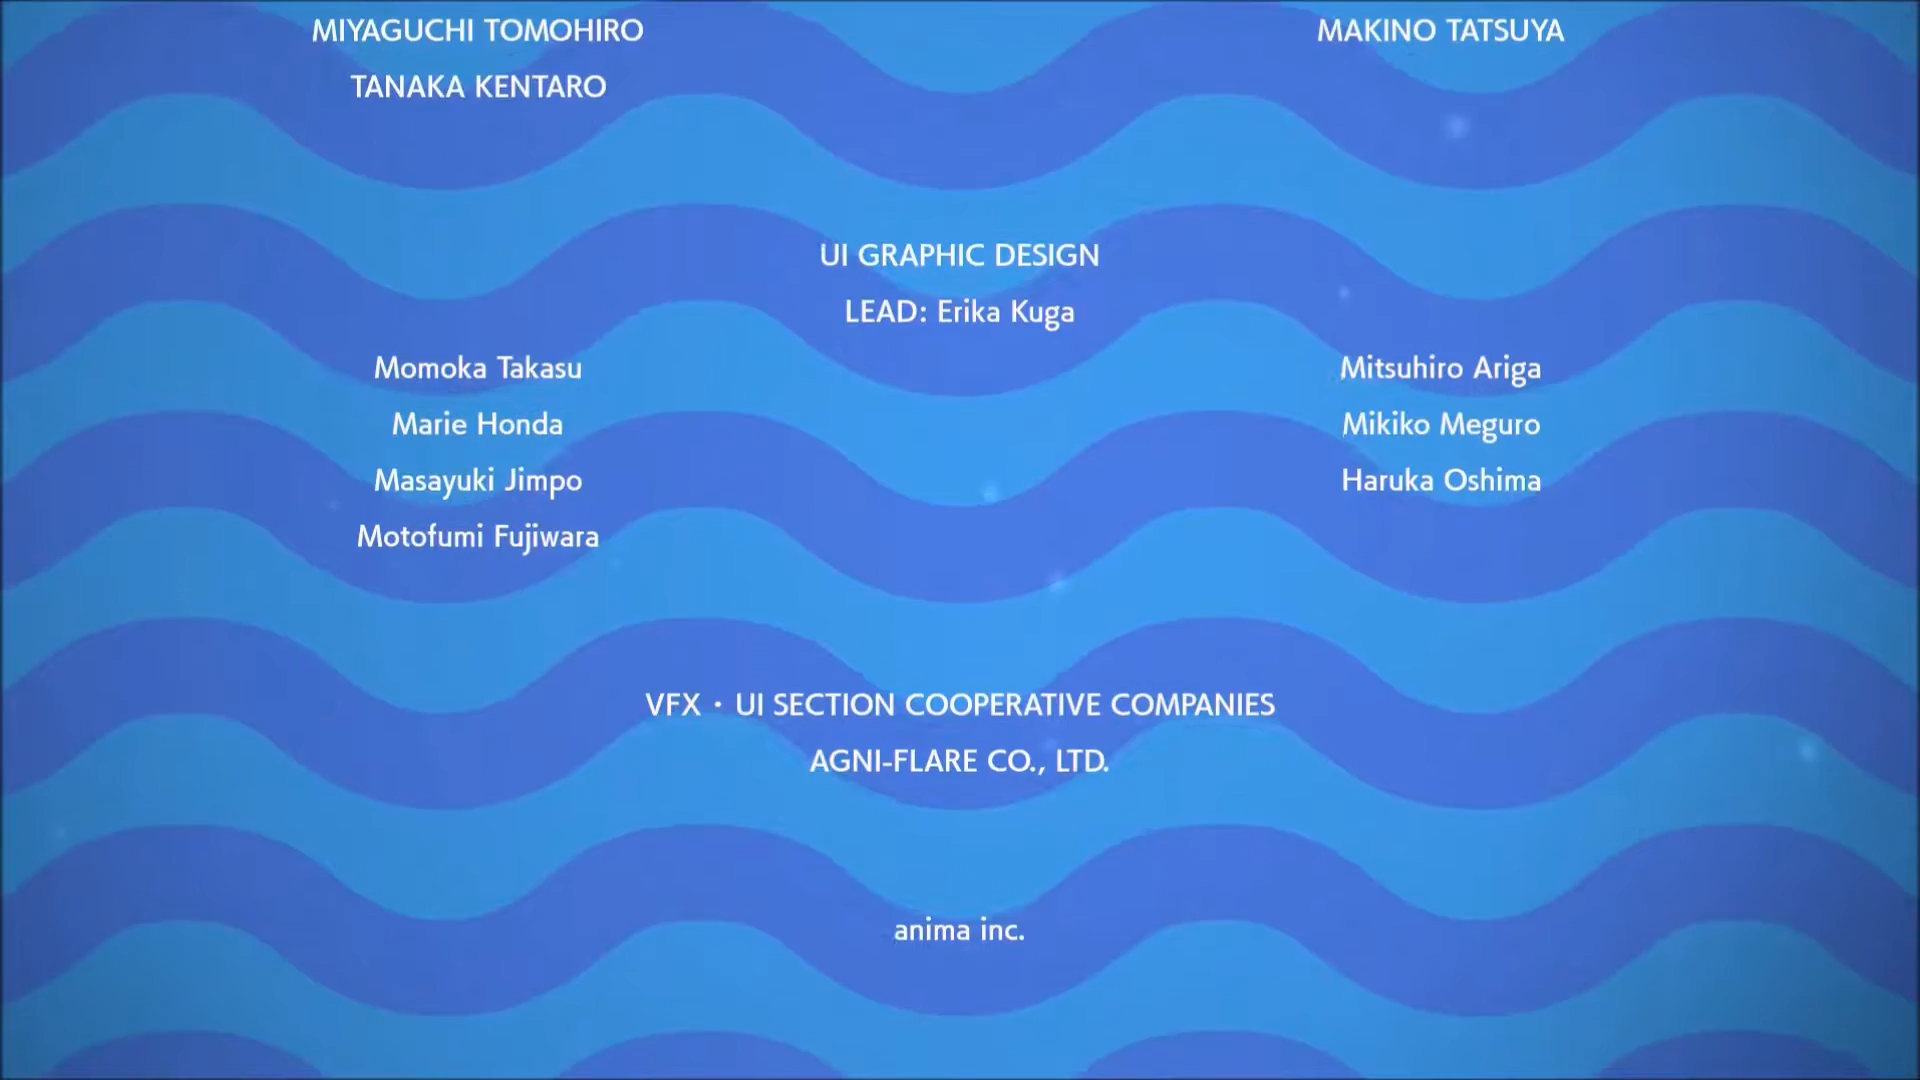 MIYAGUCHI TOMOHIRO
MAKINO TATSUYA
TANAKA KENTARO
UI GRAPHIC DESIGN
LEAD: Erika Kuga
Momoka Takasu
Mitsuhiro Ariga
Marie Honda
Mikiko Meguro
Masayuki Jimpo
Haruka Oshima
Motofumi Fujiwara
VFX・UI SECTION COOPERATIVE COMPANIES
AGNI-FLARE CO., LTD.
anima inc.